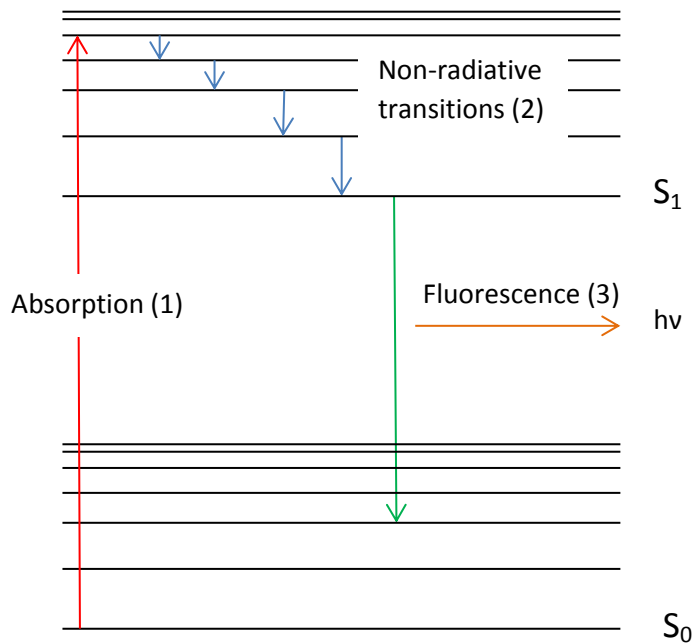 Non-radiative
transitions (2)
S₁
Absorption (1)
Fluorescence (3)
hν
S₀